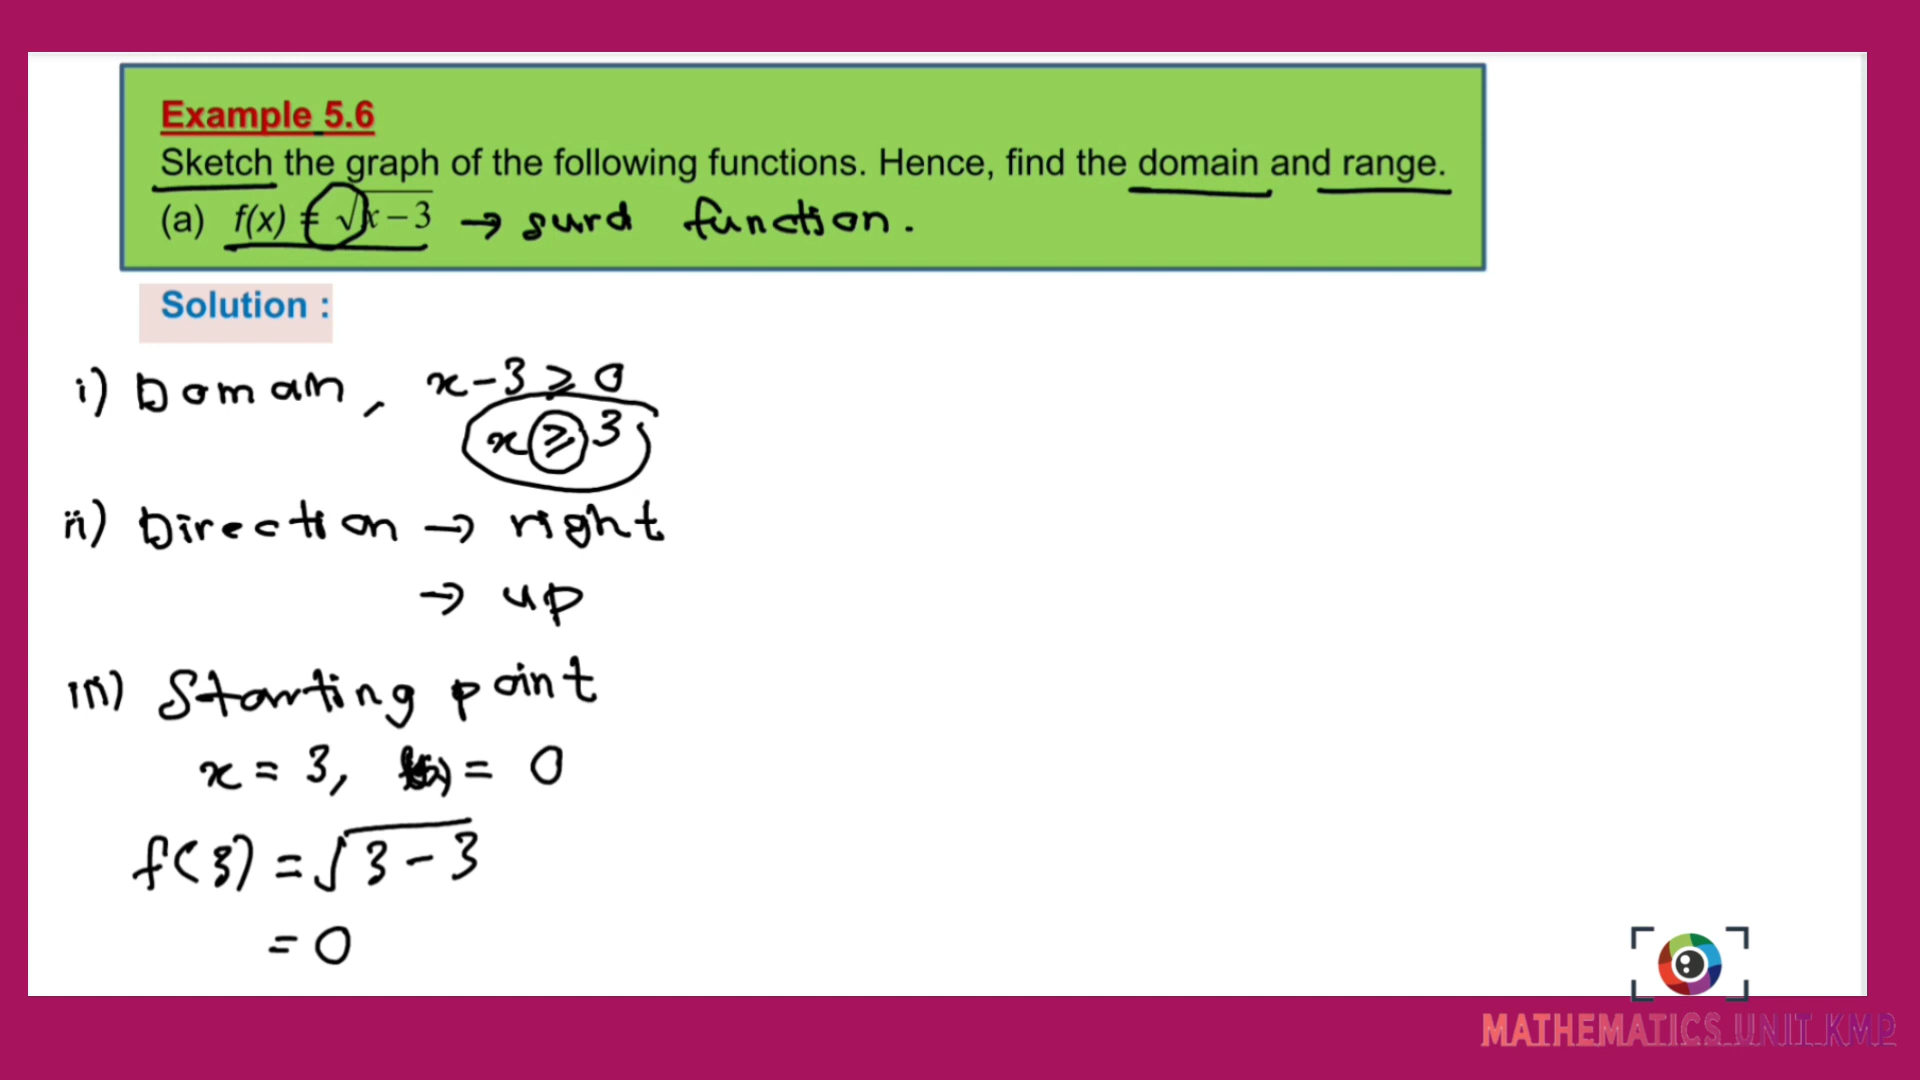 Example 5.6
Sketch the graph of the following functions. Hence, find the domain and range.
(a) f(x) = √x – 3 → surd function.
Solution :
i) Domain, x - 3 ≥ 0
x ≥ 3
ii) Direction → right
→ up
iii) Starting point
x = 3, = 0
f(3) = √3 - 3
= 0
MATHEMATICS UNIT KMP